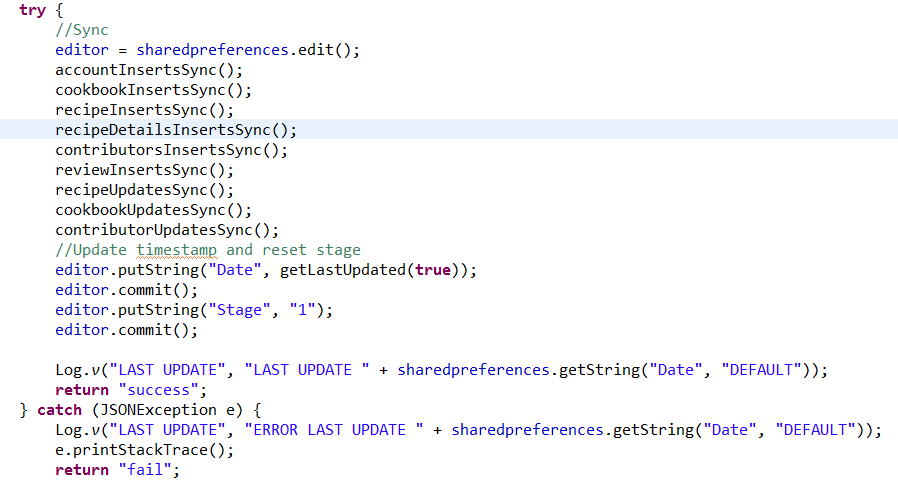 try {
//Sync
editor = sharedpreferences.edit();
accountInsertsSync();
cookbookInsertsSync();
recipeInsertsSync();
recipeDetailsInsertsSync();
contributorsInsertsSync();
reviewInsertsSync();
recipeUpdatesSync();
cookbookUpdatesSync();
contributorUpdatesSync();
//Update timestamp and reset stage
editor.putString("Date", getLastUpdated(true));
editor.commit();
editor.putString("Stage", "1");
editor.commit();
Log.v("LAST UPDATE", "LAST UPDATE " + sharedpreferences.getString("Date", "DEFAULT"));
return "success";
} catch (JSONException e) {
Log.v("LAST UPDATE", "ERROR LAST UPDATE " + sharedpreferences.getString("Date", "DEFAULT"));
e.printStackTrace();
return "fail";